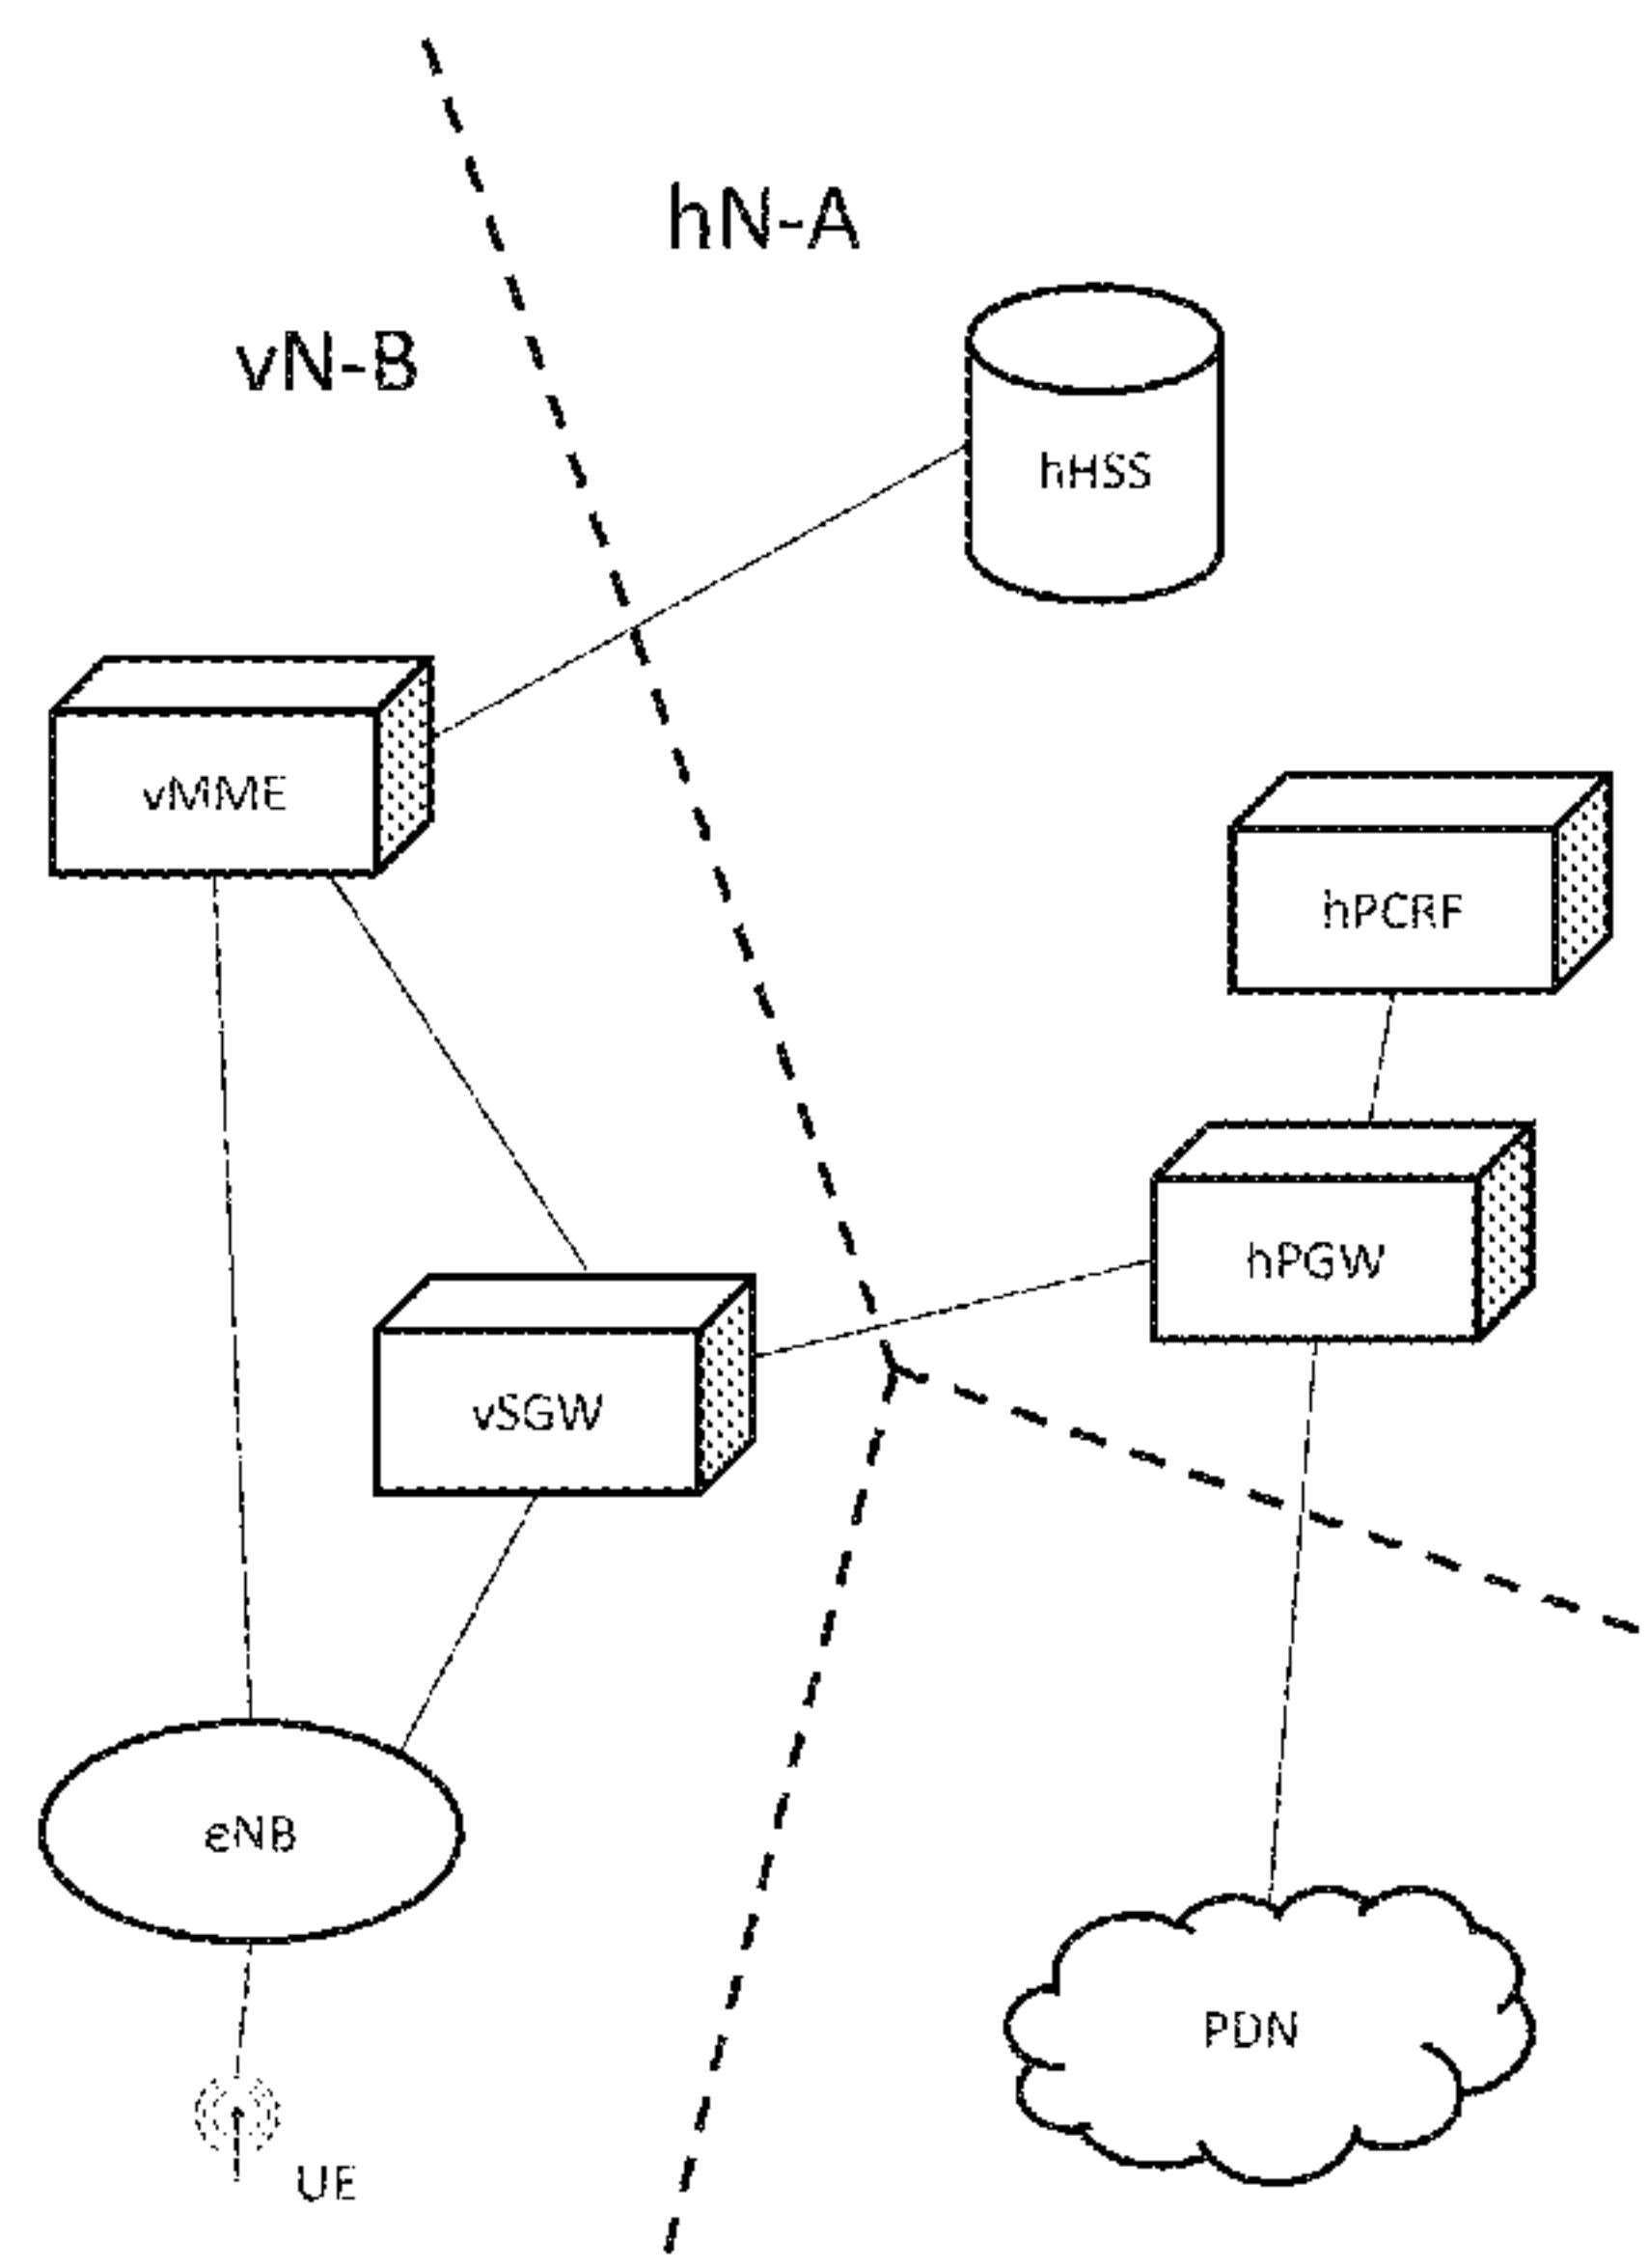 hN-A
vN-B
hHSS
vMME
hPCRF
hPGW
vSGW
eNB
PDN
UE